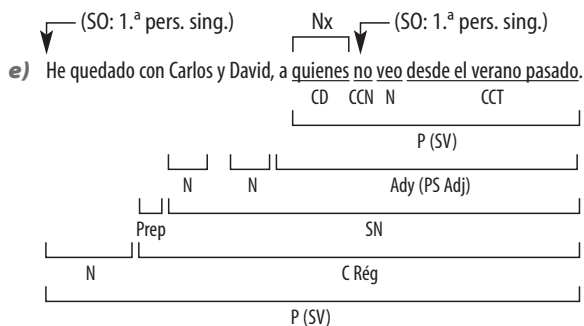 (SO: 1.ª pers. sing.) Nx (SO: 1.ª pers. sing.)
e) He quedado con Carlos y David, a quienes no veo desde el verano pasado.
CD CCN N CCT
P (SV)
N N Ady (PS Adj)
Prep SN
N C Rég
P (SV)